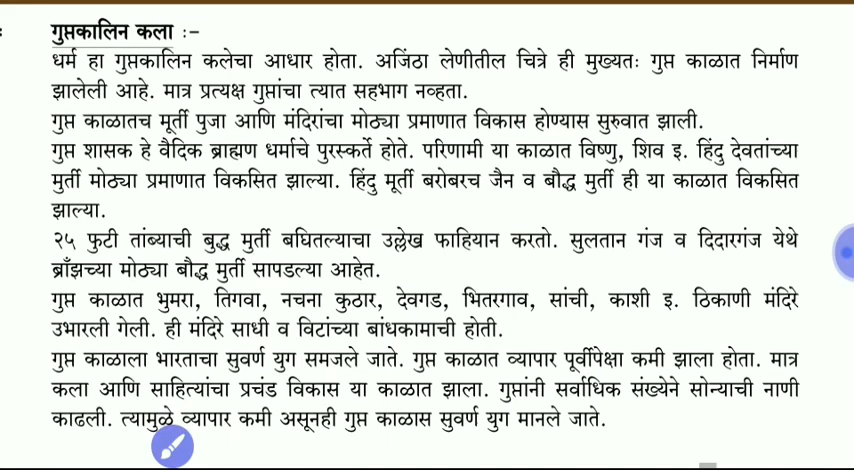 गुप्तकालिन कला :-
धर्म हा गुप्तकालिन कलेचा आधार होता. अजिंठा लेणीतील चित्रे ही मुख्यतः गुप्त काळात निर्माण
झालेली आहे. मात्र प्रत्यक्ष गुप्तांचा त्यात सहभाग नव्हता.
गुप्त काळातच मूर्ती पुजा आणि मंदिरांचा मोठ्या प्रमाणात विकास होण्यास सुरुवात झाली.
गुप्त शासक हे वैदिक ब्राह्मण धर्माचे पुरस्कर्ते होते. परिणामी या काळात विष्णु, शिव इ. हिंदु देवतांच्या
मुर्ती मोठ्या प्रमाणात विकसित झाल्या. हिंदु मूर्ती बरोबरच जैन व बौद्ध मुर्ती ही या काळात विकसित
झाल्या.
२५ फुटी तांब्याची बुद्ध मुर्ती बघितल्याचा उल्लेख फाहियान करतो. सुलतान गंज व दिदारगंज येथे
ब्राँझच्या मोठ्या बौद्ध मुर्ती सापडल्या आहेत.
गुप्त काळात भुमरा, तिगवा, नचना कुठार, देवगड, भितरगाव, सांची, काशी इ. ठिकाणी मंदिरे
उभारली गेली. ही मंदिरे साधी व विटांच्या बांधकामाची होती.
गुप्त काळाला भारताचा सुवर्ण युग समजले जाते. गुप्त काळात व्यापार पूर्वीपेक्षा कमी झाला होता. मात्र
कला आणि साहित्यांचा प्रचंड विकास या काळात झाला. गुप्तांनी सर्वाधिक संख्येने सोन्याची नाणी
काढली. त्यामुळे व्यापार कमी असूनही गुप्त काळास सुवर्ण युग मानले जाते.